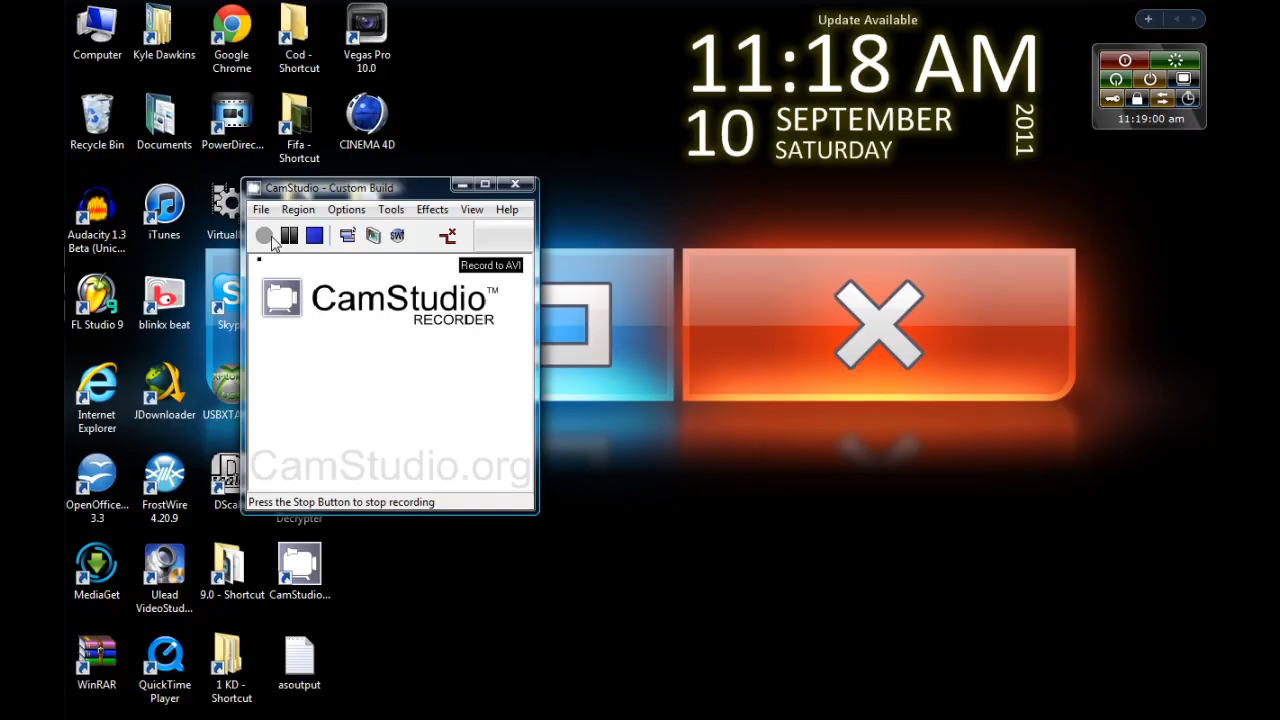 Computer
Kyle Dawkins
Google
Chrome
Cod -
Shortcut
Vegas Pro
10.0
Recycle Bin
Documents
PowerDirec...
Fifa -
Shortcut
CINEMA 4D
Update Available
11:18 AM
10
SEPTEMBER
SATURDAY
2011
11:19:00 am
Audacity 1.3
Beta (Unic...
iTunes
Virtual
CamStudio - Custom Build
File Region Options Tools Effects View Help
Record to AVI
CamStudio™
RECORDER
CamStudio.org
Press the Stop Button to stop recording
FL Studio 9
blinkx beat
Skyp
Internet
Explorer
JDownloader
USBXTA
OpenOffice...
3.3
FrostWire
4.20.9
DSca
Decrypter
MediaGet
Ulead
VideoStud...
9.0 - Shortcut
CamStudio...
WinRAR
QuickTime
Player
1 KD -
Shortcut
asoutput